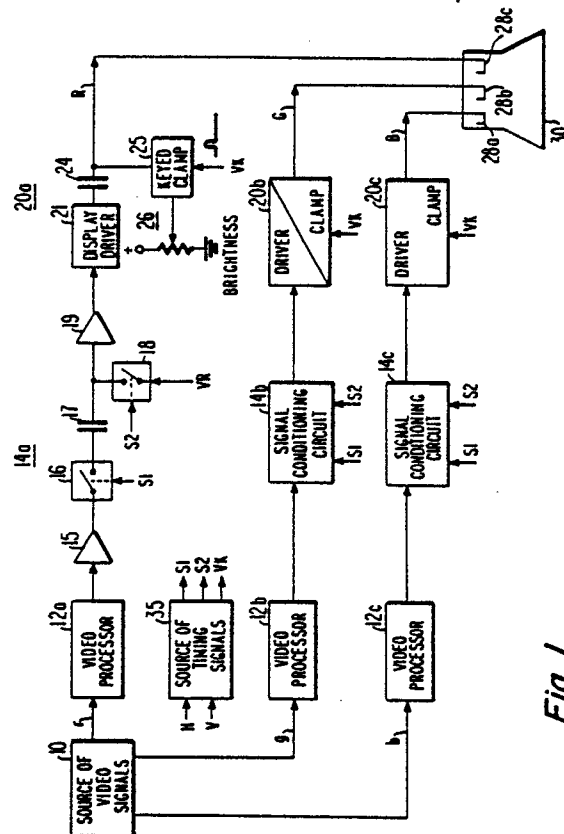 20a
14a
R
24
21
DISPLAY
DRIVER
25
KEYED
CLAMP
VK
+
26
BRIGHTNESS
19
18
S2
VR
17
16
S1
15
12a
VIDEO
PROCESSOR
r
10
SOURCE OF
VIDEO
SIGNALS
35
SOURCE OF
TIMING
SIGNALS
H
V
S1
S2
VK
g
12b
VIDEO
PROCESSOR
14b
SIGNAL
CONDITIONING
CIRCUIT
S1
S2
20b
DRIVER
CLAMP
VK
G
b
12c
VIDEO
PROCESSOR
14c
SIGNAL
CONDITIONING
CIRCUIT
S1
S2
20c
DRIVER
CLAMP
VK
B
28c
28b
28a
30
Fig. 1